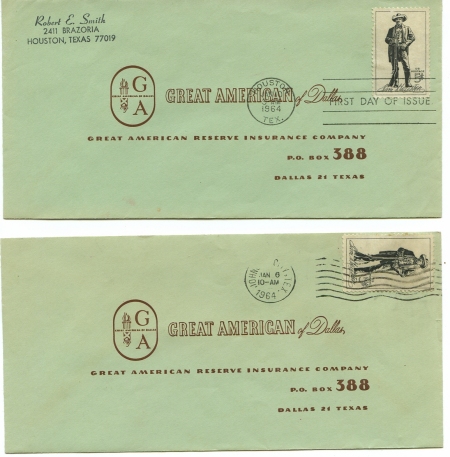 Robert E. Smith
2411 BRAZORIA
HOUSTON, TEXAS 77019
HOUSTON
1964
TEX.
FIRST DAY OF ISSUE
5¢
G
A
GREAT AMERICAN of Dallas
GREAT AMERICAN RESERVE INSURANCE COMPANY
P.O. BOX 388
DALLAS 21 TEXAS
JAN 6
10-AM
1964
TEX.
G
A
GREAT AMERICAN of Dallas
GREAT AMERICAN RESERVE INSURANCE COMPANY
P.O. BOX 388
DALLAS 21 TEXAS